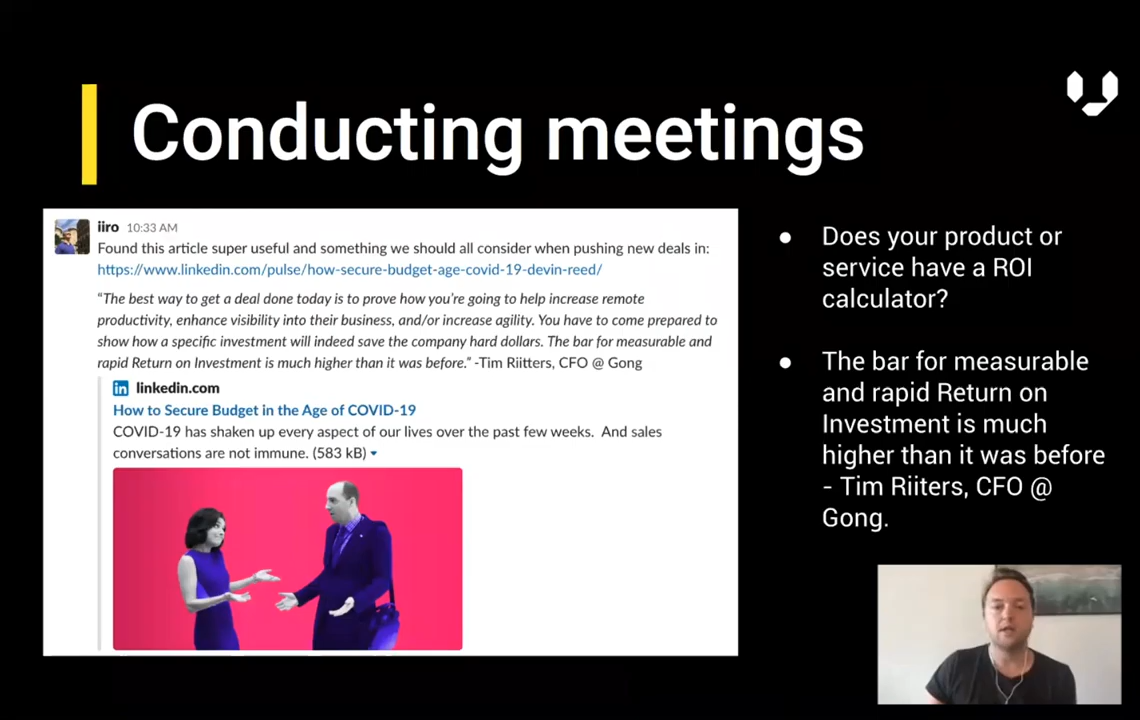 Conducting meetings
iiro 10:33 AM
Found this article super useful and something we should all consider when pushing new deals in:
https://www.linkedin.com/pulse/how-secure-budget-age-covid-19-devin-reed/
“The best way to get a deal done today is to prove how you’re going to help increase remote
productivity, enhance visibility into their business, and/or increase agility. You have to come prepared to
show how a specific investment will indeed save the company hard dollars. The bar for measurable and
rapid Return on Investment is much higher than it was before.” -Tim Riitters, CFO @ Gong
in linkedin.com
How to Secure Budget in the Age of COVID-19
COVID-19 has shaken up every aspect of our lives over the past few weeks. And sales
conversations are not immune. (583 kB)
● Does your product or
service have a ROI
calculator?
● The bar for measurable
and rapid Return on
Investment is much
higher than it was before
- Tim Riiters, CFO @
Gong.